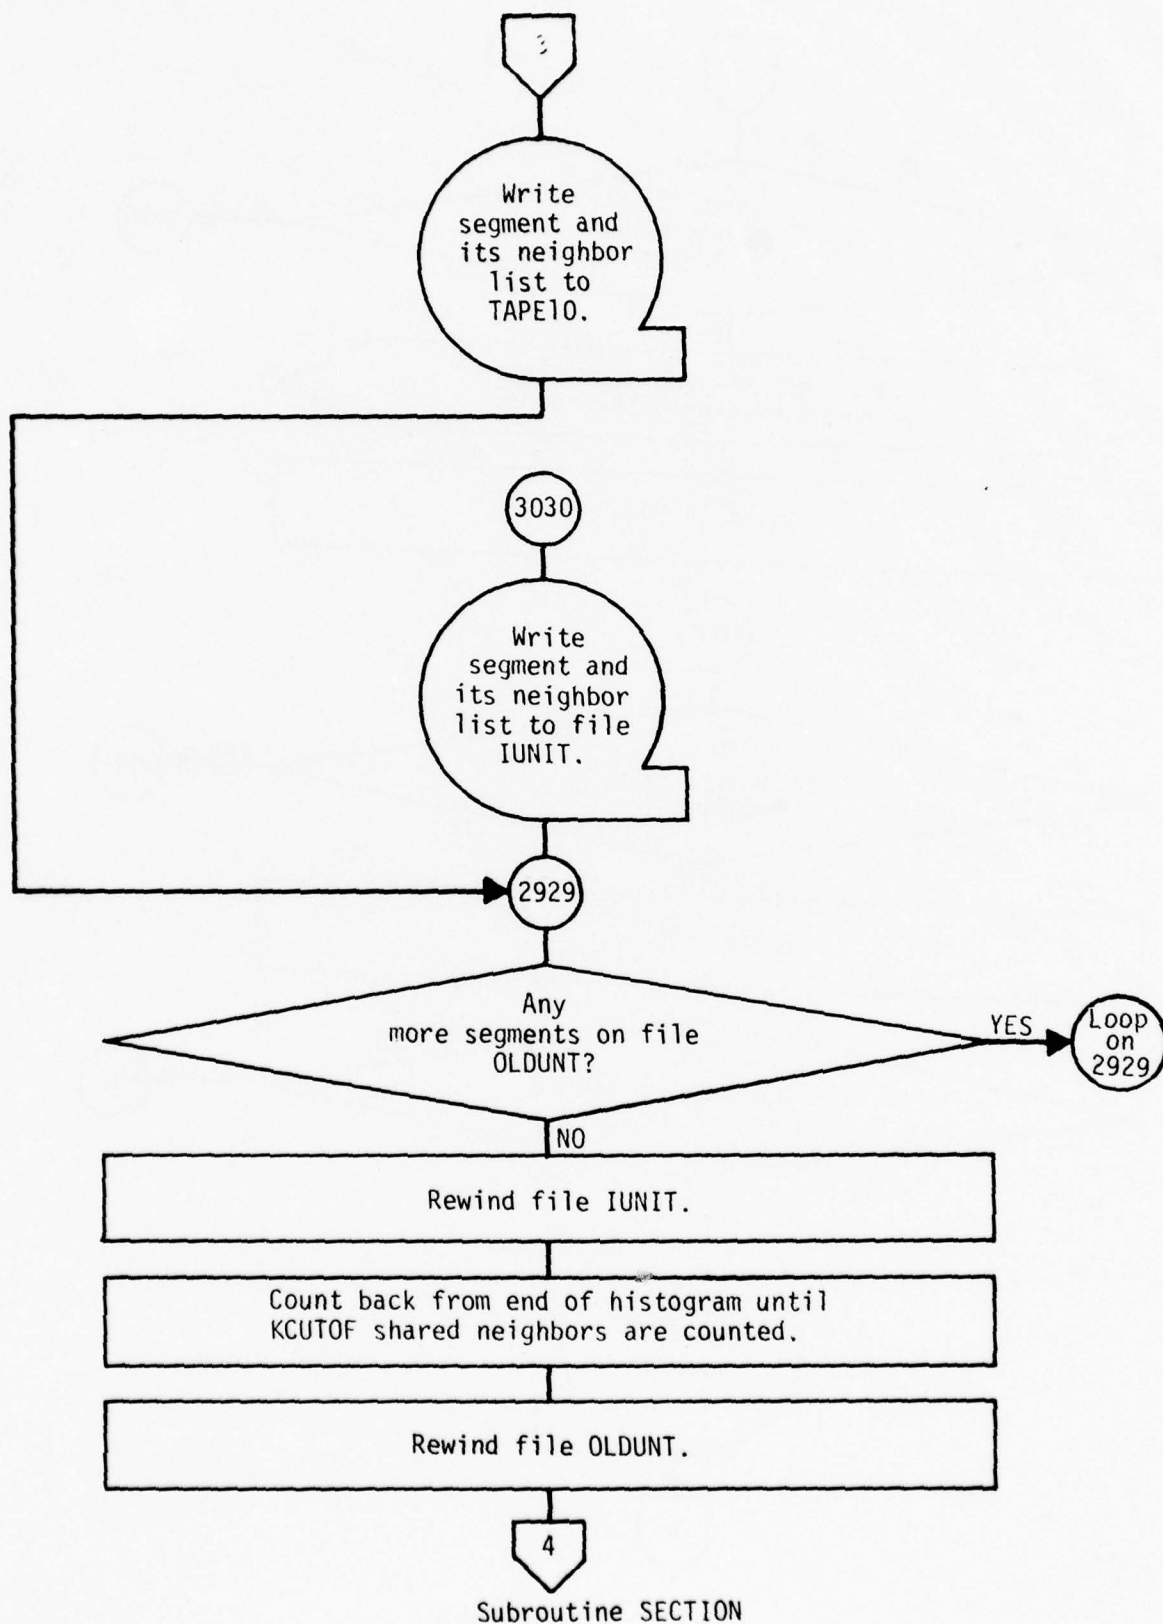 3
Write
segment and
its neighbor
list to
TAPE10.
3030
Write
segment and
its neighbor
list to file
IUNIT.
2929
Any
more segments on file
OLDUNT?
YES
Loop
on
2929
NO
Rewind file IUNIT.
Count back from end of histogram until
KCUTOF shared neighbors are counted.
Rewind file OLDUNT.
4
Subroutine SECTION